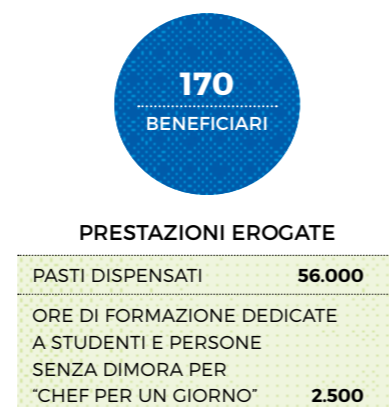 170
BENEFICIARI
PRESTAZIONI EROGATE
PASTI DISPENSATI 56.000
ORE DI FORMAZIONE DEDICATE
A STUDENTI E PERSONE
SENZA DIMORA PER
“CHEF PER UN GIORNO” 2.500